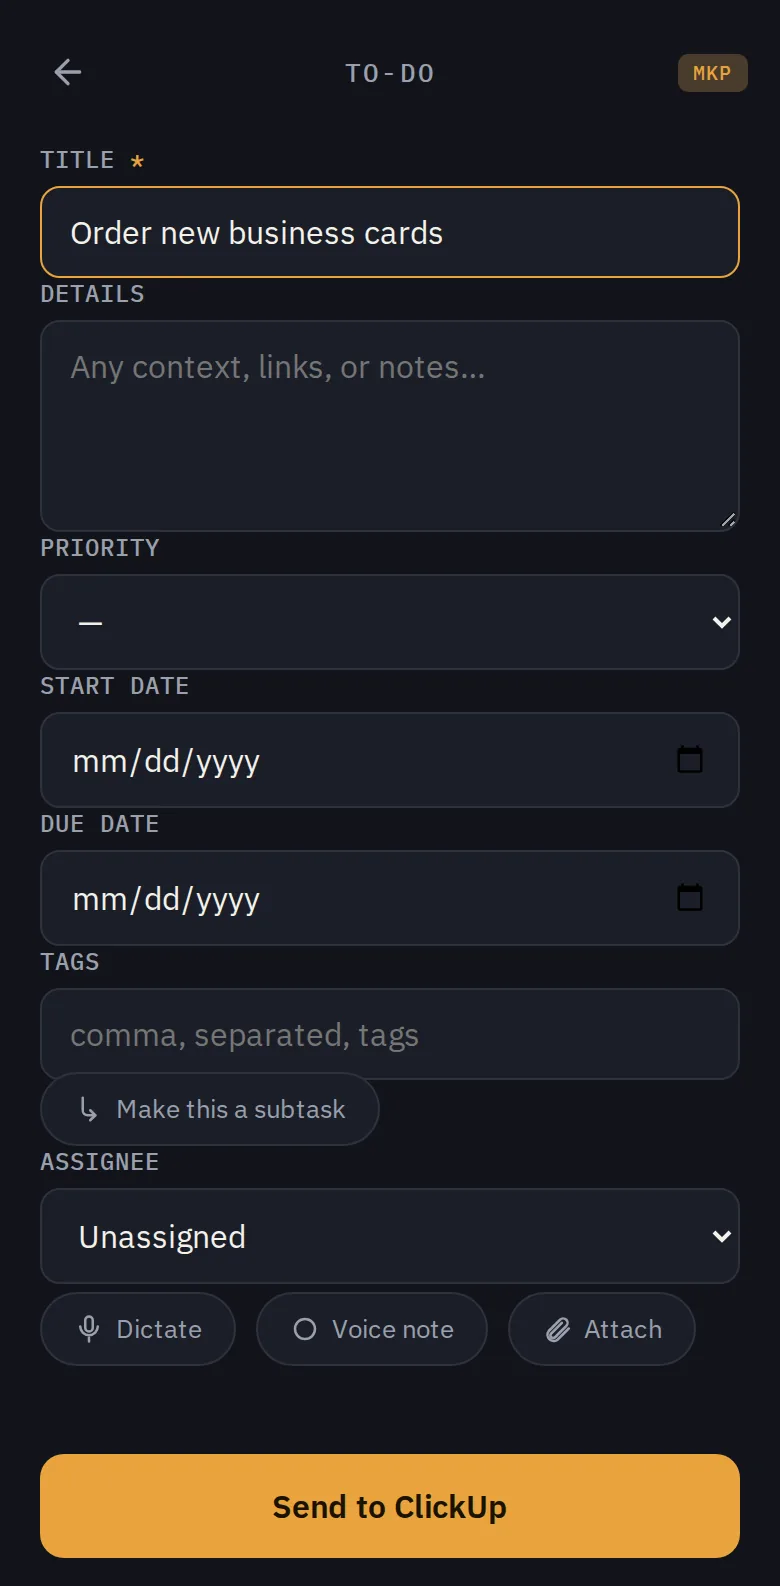 TO-DO
MKP
TITLE *
Order new business cards
DETAILS
Any context, links, or notes...
PRIORITY
—
START DATE
mm/dd/yyyy
DUE DATE
mm/dd/yyyy
TAGS
comma, separated, tags
Make this a subtask
ASSIGNEE
Unassigned
Dictate
Voice note
Attach
Send to ClickUp